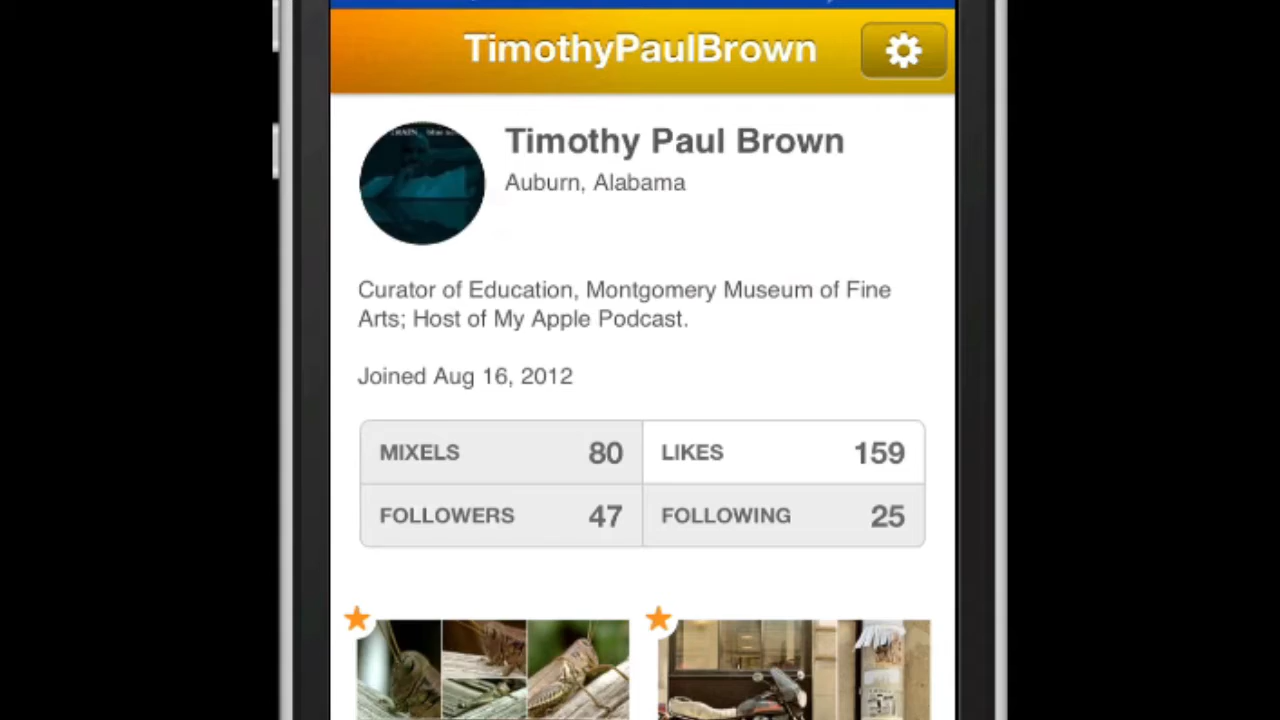 TimothyPaulBrown
Timothy Paul Brown
Auburn, Alabama
Curator of Education, Montgomery Museum of Fine
Arts; Host of My Apple Podcast.
Joined Aug 16, 2012
MIXELS 80 LIKES 159
FOLLOWERS 47 FOLLOWING 25